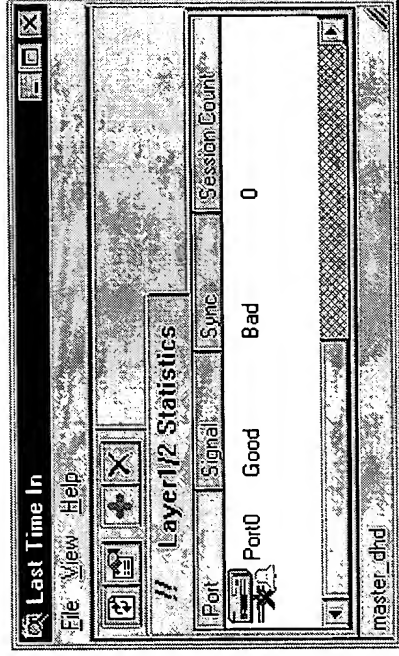 Last Time In
File View Help
Layer1/2 Statistics
Port Signal Sync Session Count
Port0 Good Bad 0
master_dhd